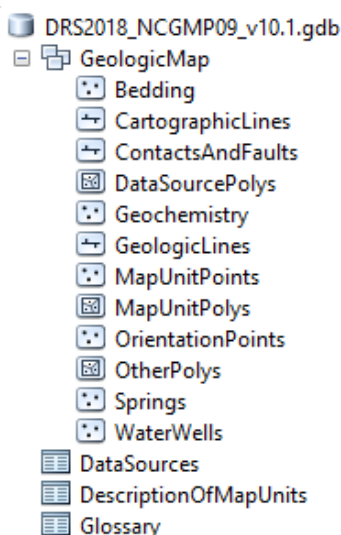 DRS2018_NCGMP09_v10.1.gdb
GeologicMap
Bedding
CartographicLines
ContactsAndFaults
DataSourcePolys
Geochemistry
GeologicLines
MapUnitPoints
MapUnitPolys
OrientationPoints
OtherPolys
Springs
WaterWells
DataSources
DescriptionOfMapUnits
Glossary